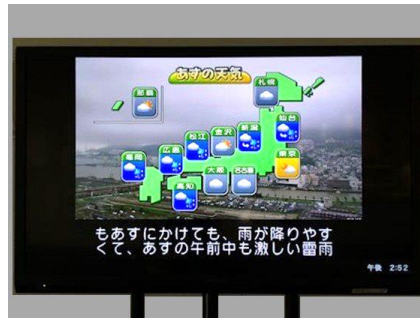 あすの天気
那覇
札幌
仙台
新潟
金沢
松江
東京
広島
福岡
大阪
名古屋
高知
もあすにかけても、雨が降りやす
くて、あすの午前中も激しい雷雨
午後 2:52